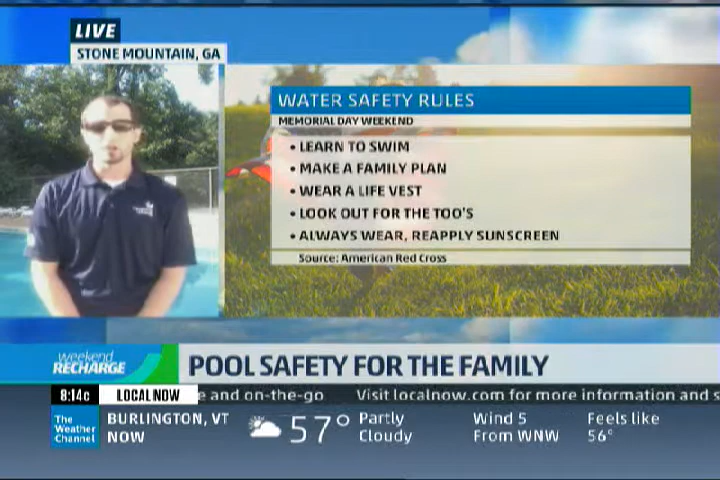 LIVE
STONE MOUNTAIN, GA
WATER SAFETY RULES
MEMORIAL DAY WEEKEND
• LEARN TO SWIM
• MAKE A FAMILY PLAN
• WEAR A LIFE VEST
• LOOK OUT FOR THE TOO'S
• ALWAYS WEAR, REAPPLY SUNSCREEN
Source: American Red Cross
weekend
RECHARGE
POOL SAFETY FOR THE FAMILY
8:14c LOCAL NOW e and on-the-go Visit localnow.com for more information and s
The
Weather
Channel
BURLINGTON, VT
NOW
57°
Partly
Cloudy
Wind 5
From WNW
Feels like
56°